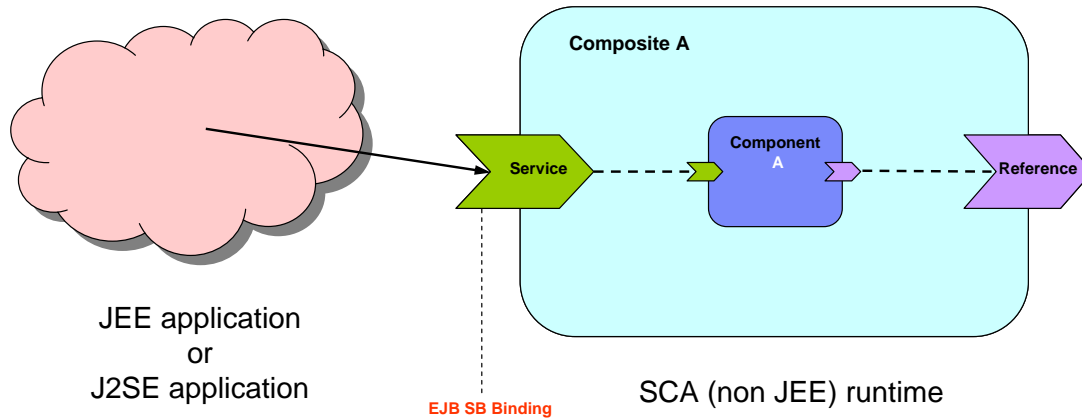 Composite A
Component
A
Service
Reference
JEE application
or
J2SE application
EJB SB Binding
SCA (non JEE) runtime